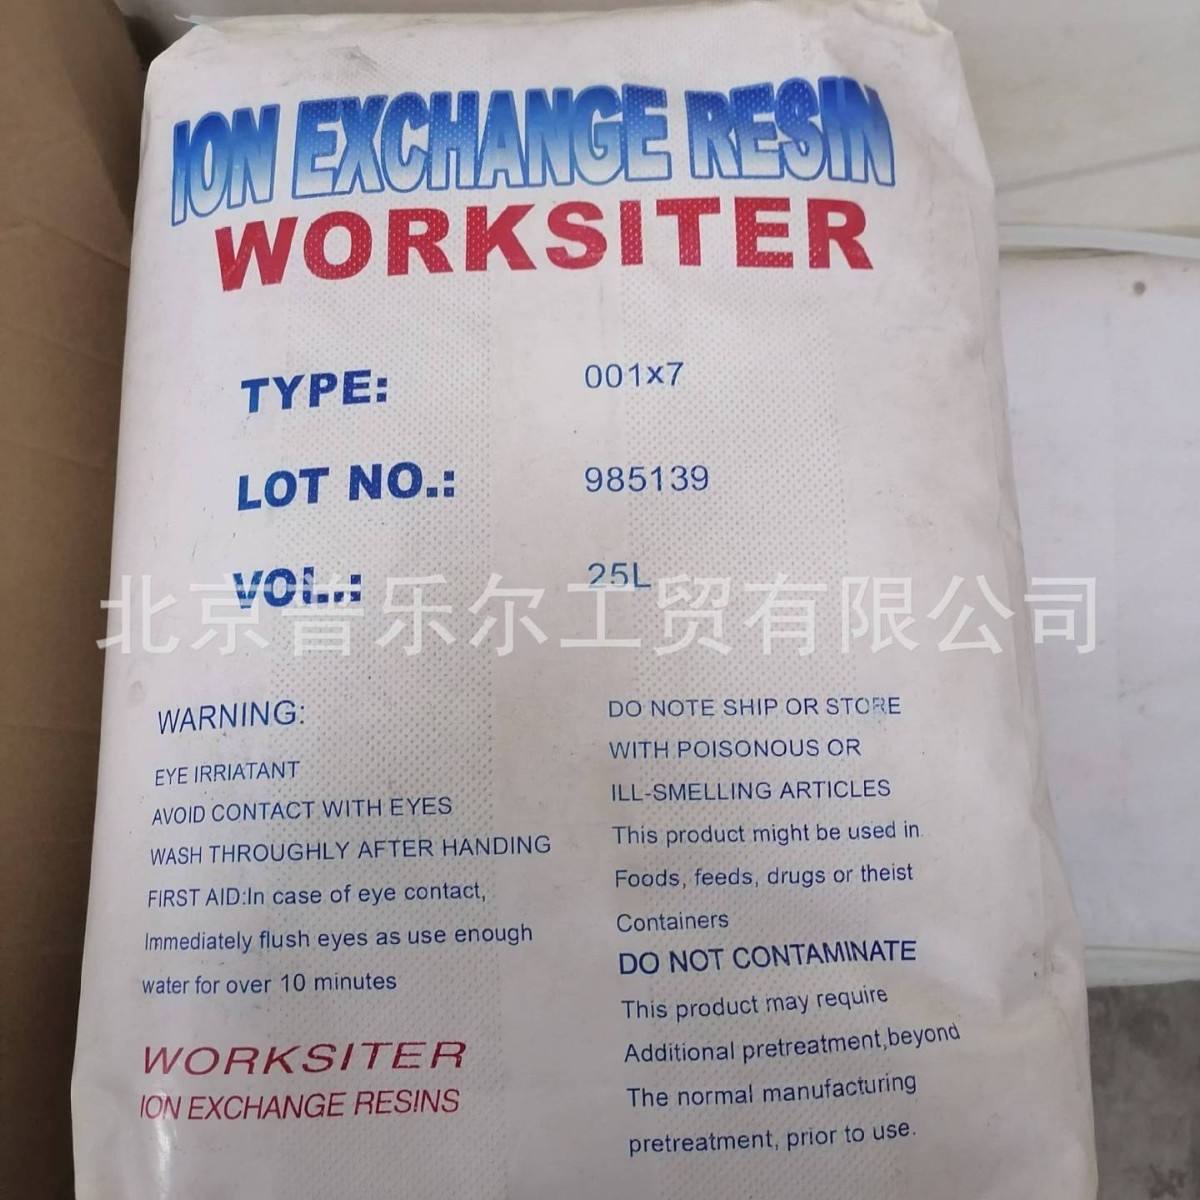 ION EXCHANGE RESIN
WORKSITER
TYPE: 001x7
LOT NO.: 985139
VOL.: 25L
北京普乐尔工贸有限公司
WARNING:
EYE IRRIATANT
AVOID CONTACT WITH EYES
WASH THROUGHLY AFTER HANDING
FIRST AID:In case of eye contact,
Immediately flush eyes as use enough
water for over 10 minutes
WORKSITER
ION EXCHANGE RESINS
DO NOTE SHIP OR STORE
WITH POISONOUS OR
ILL-SMELLING ARTICLES
This product might be used in
Foods, feeds, drugs or theist
Containers
DO NOT CONTAMINATE
This product may require
Additional pretreatment,beyond
The normal manufacturing
pretreatment, prior to use.